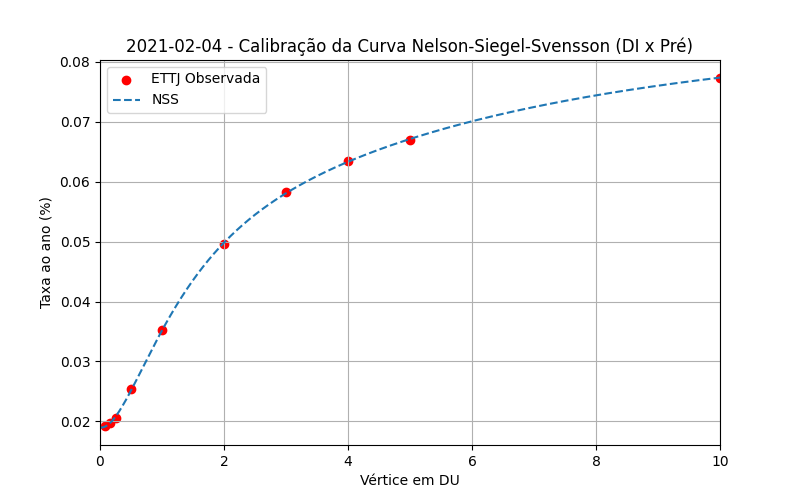 2021-02-04 - Calibração da Curva Nelson-Siegel-Svensson (DI x Pré)
ETTJ Observada
NSS
Taxa ao ano (%)
0.08
0.07
0.06
0.05
0.04
0.03
0.02
0
2
4
6
8
10
Vértice em DU